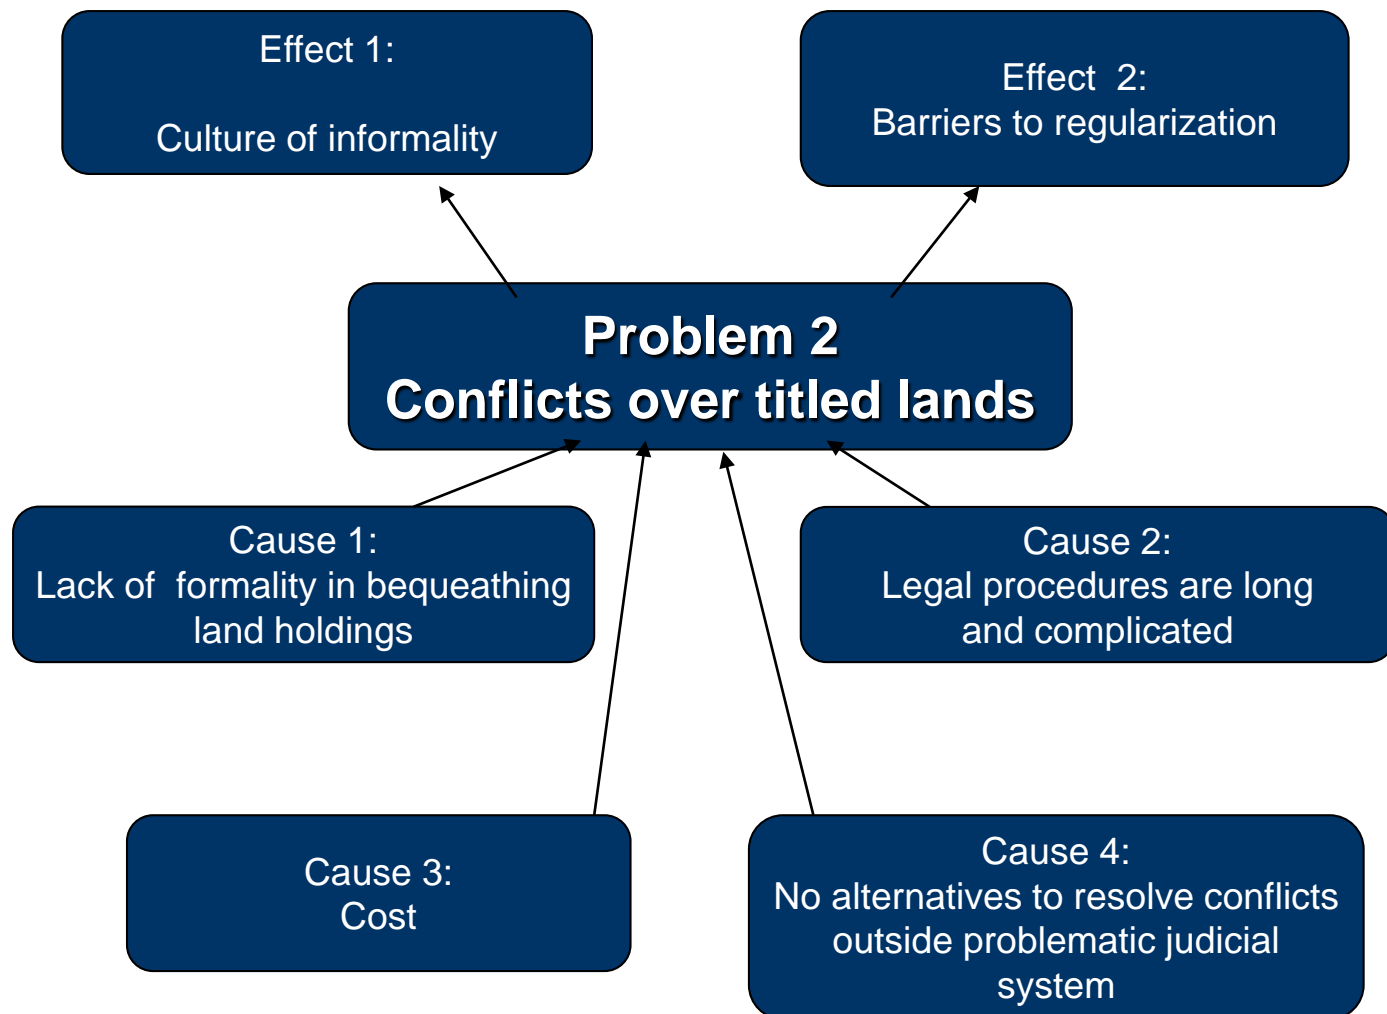 Effect 1:
Culture of informality
Effect 2:
Barriers to regularization
Problem 2
Conflicts over titled lands
Cause 1:
Lack of formality in bequeathing
land holdings
Cause 2:
Legal procedures are long
and complicated
Cause 3:
Cost
Cause 4:
No alternatives to resolve conflicts
outside problematic judicial
system